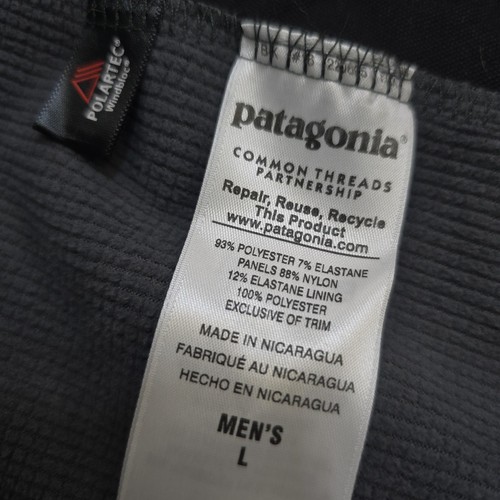 POLARTEC®
Windbloc®
patagonia®
COMMON THREADS
PARTNERSHIP
Repair, Reuse, Recycle
This Product
www.patagonia.com
93% POLYESTER 7% ELASTANE
PANELS 88% NYLON
12% ELASTANE LINING
100% POLYESTER
EXCLUSIVE OF TRIM
MADE IN NICARAGUA
FABRIQUÉ AU NICARAGUA
HECHO EN NICARAGUA
MEN'S
L